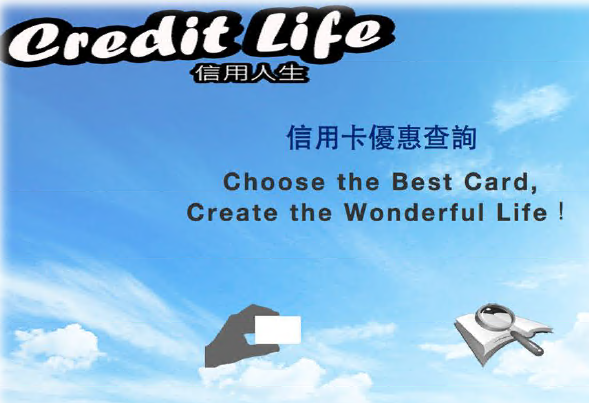 Credit Life
信用人生
信用卡優惠查詢
Choose the Best Card,
Create the Wonderful Life！